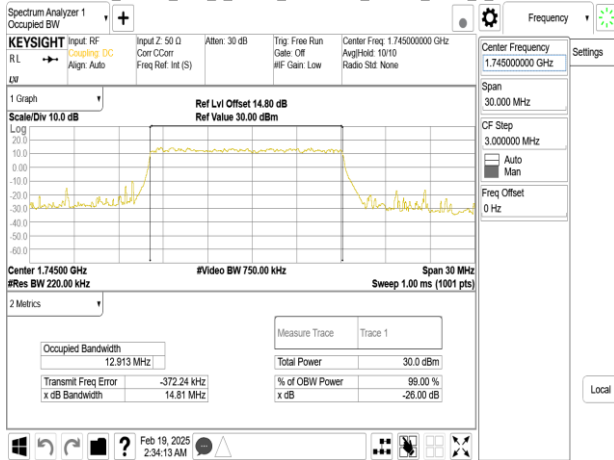 Spectrum Analyzer 1
Occupied BW
Frequency
KEYSIGHT Input: RF Input Z: 50 Ω Atten: 30 dB Trig: Free Run Center Freq: 1.745000000 GHz
RL Coupling: DC Corr CCorr Gate: Off Avg|Hold: 10/10
Align: Auto Freq Ref: Int (S) #IF Gain: Low Radio Std: None
LXI
Center Frequency
1.745000000 GHz
Settings
Span
30.000 MHz
CF Step
3.000000 MHz
Auto
Man
Freq Offset
0 Hz
Local
1 Graph
Ref Lvl Offset 14.80 dB
Scale/Div 10.0 dB Ref Value 30.00 dBm
Log
20.0
10.0
0.00
-10.0
-20.0
-30.0
-40.0
-50.0
-60.0
Center 1.74500 GHz #Video BW 750.00 kHz Span 30 MHz
#Res BW 220.00 kHz Sweep 1.00 ms (1001 pts)
2 Metrics
Measure Trace Trace 1
Occupied Bandwidth
12.913 MHz
Total Power 30.0 dBm
Transmit Freq Error -372.24 kHz % of OBW Power 99.00 %
x dB Bandwidth 14.81 MHz x dB -26.00 dB
Feb 19, 2025
2:34:13 AM